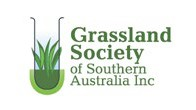 Grassland
Society
of Southern
Australia Inc